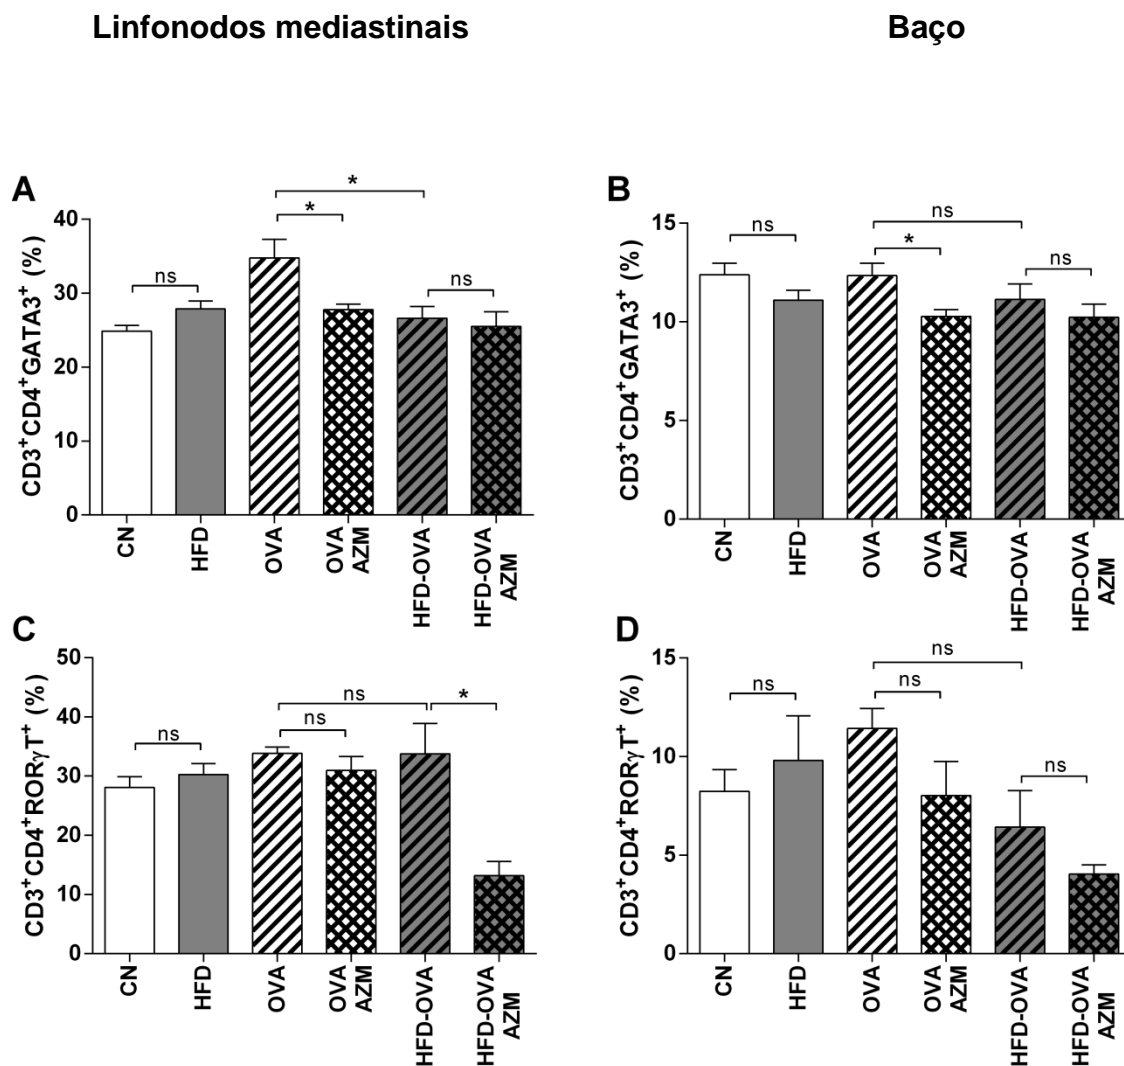 Linfonodos mediastinais
Baço
A
CD3⁺CD4⁺GATA3⁺ (%)
40
30
20
10
0
ns
*
*
ns
CN
HFD
OVA
OVA
AZM
HFD-OVA
HFD-OVA
AZM
B
CD3⁺CD4⁺GATA3⁺ (%)
15
10
5
0
ns
ns
*
ns
CN
HFD
OVA
OVA
AZM
HFD-OVA
HFD-OVA
AZM
C
CD3⁺CD4⁺RORγT⁺ (%)
50
40
30
20
10
0
ns
ns
ns
*
CN
HFD
OVA
OVA
AZM
HFD-OVA
HFD-OVA
AZM
D
CD3⁺CD4⁺RORγT⁺ (%)
15
10
5
0
ns
ns
ns
ns
CN
HFD
OVA
OVA
AZM
HFD-OVA
HFD-OVA
AZM